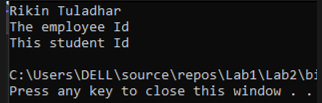 Rikin Tuladhar
The employee Id
This student Id
C:\Users\DELL\source\repos\Lab1\Lab2\bi
Press any key to close this window . .